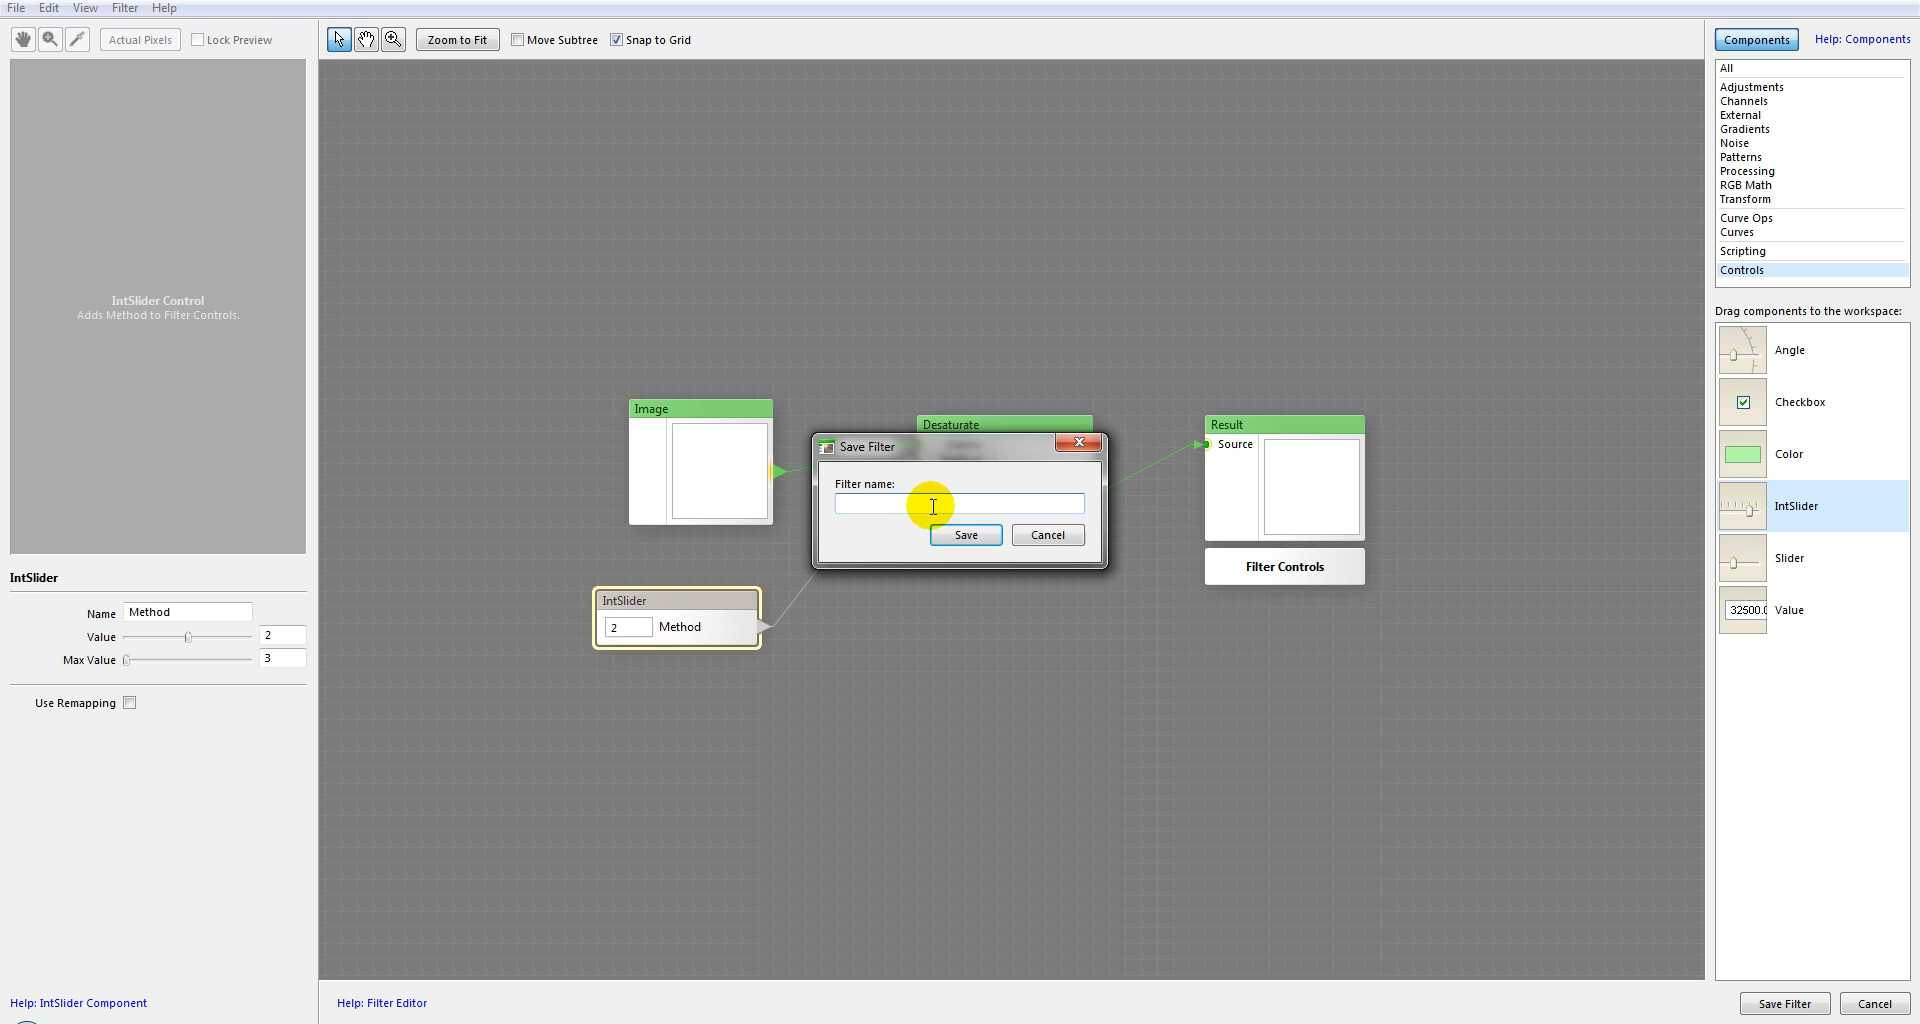 File Edit View Filter Help
Actual Pixels Lock Preview
Zoom to Fit Move Subtree Snap to Grid
Components Help: Components
IntSlider Control
Adds Method to Filter Controls.
IntSlider
Name Method
Value 2
Max Value 3
Use Remapping
Help: IntSlider Component
Image
Desaturate
Result
Source
Filter Controls
IntSlider
2 Method
Save Filter
Filter name:
Save Cancel
All
Adjustments
Channels
External
Gradients
Noise
Patterns
Processing
RGB Math
Transform
Curve Ops
Curves
Scripting
Controls
Drag components to the workspace:
Angle
Checkbox
Color
IntSlider
Slider
32500.0 Value
Help: Filter Editor
Save Filter Cancel